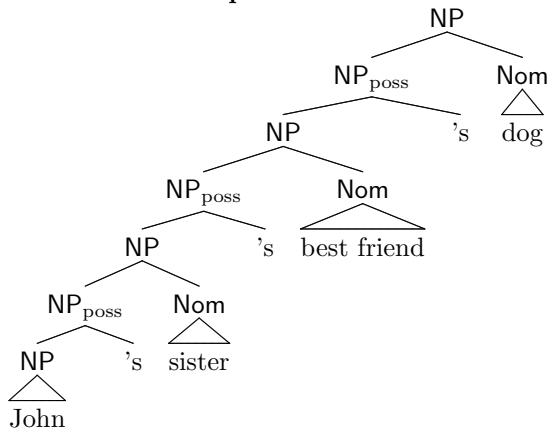 NP
NPposs Nom
NP 's dog
NPposs Nom
NP 's best friend
NPposs Nom
NP 's sister
John